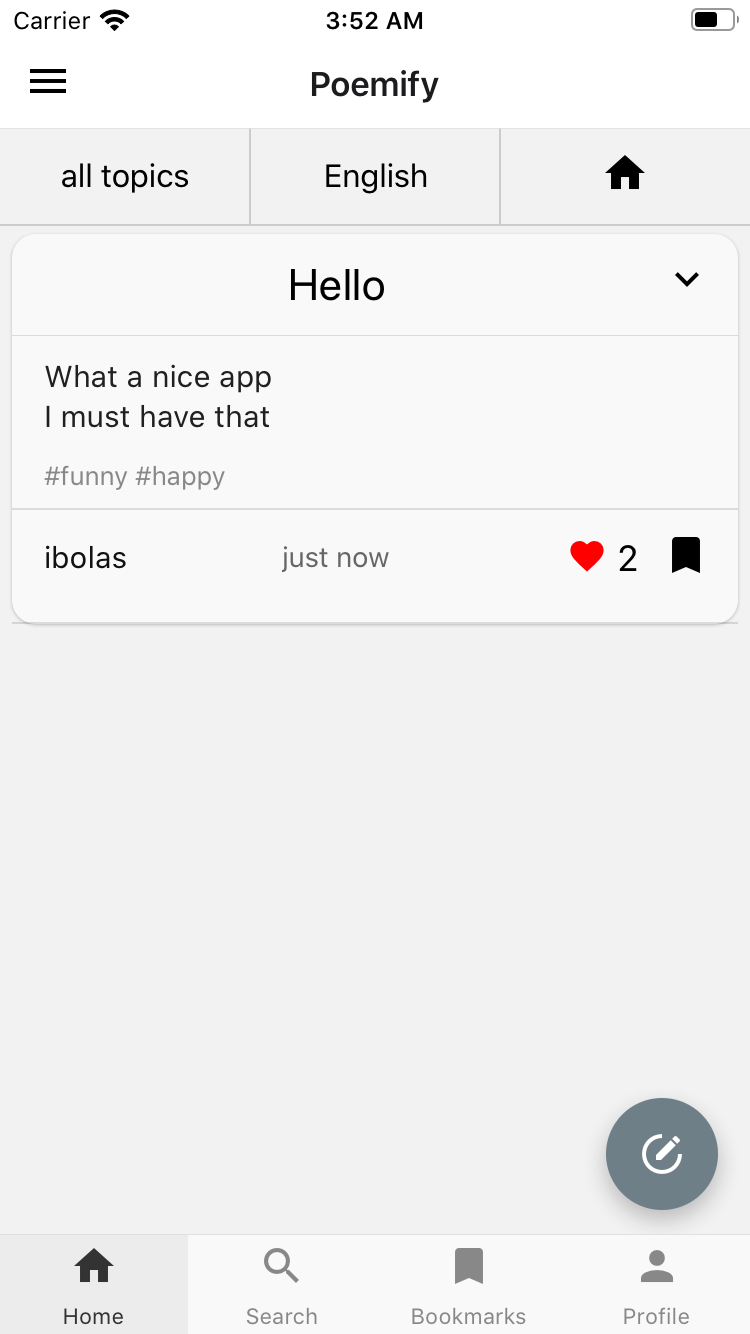 Carrier 3:52 AM
Poemify
all topics English
Hello
What a nice app
I must have that
#funny #happy
ibolas just now 2
Home Search Bookmarks Profile